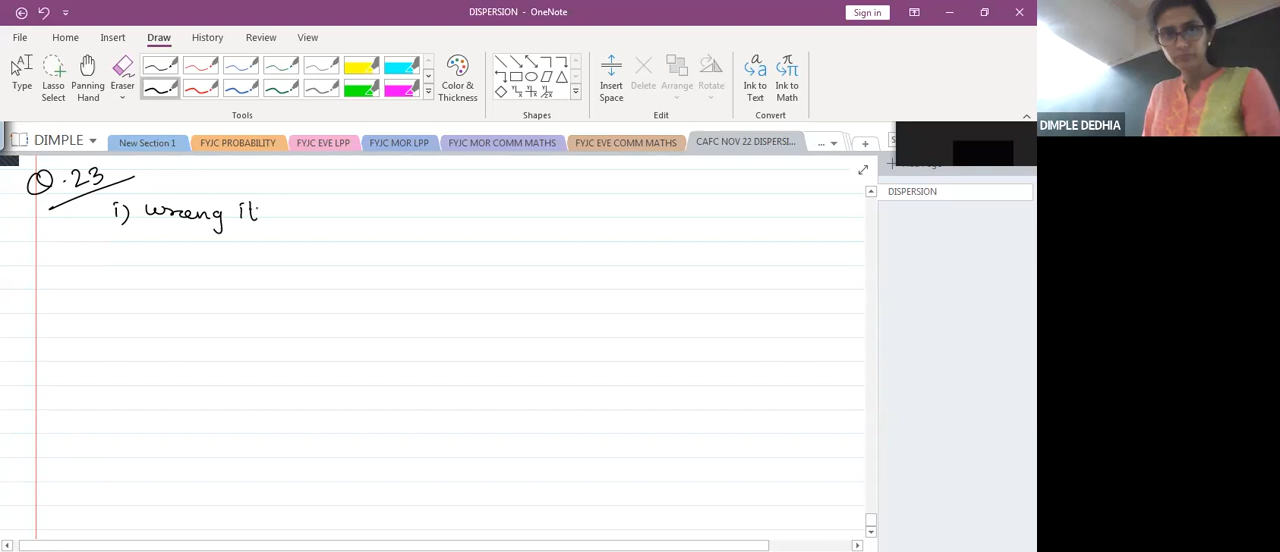 DISPERSION - OneNote
Sign in
File Home Insert Draw History Review View
Type Lasso Select Panning Hand Eraser Color & Thickness Insert Space Delete Arrange Rotate Ink to Text Ink to Math
Tools Shapes Edit Convert
DIMPLE New Section 1 FYJC PROBABILITY FYJC EVE LPP FYJC MOR LPP FYJC MOR COMM MATHS FYJC EVE COMM MATHS CAFC NOV 22 DISPERSI... ...
DIMPLE DEDHIA
DISPERSION
Q.23
i) wrong it